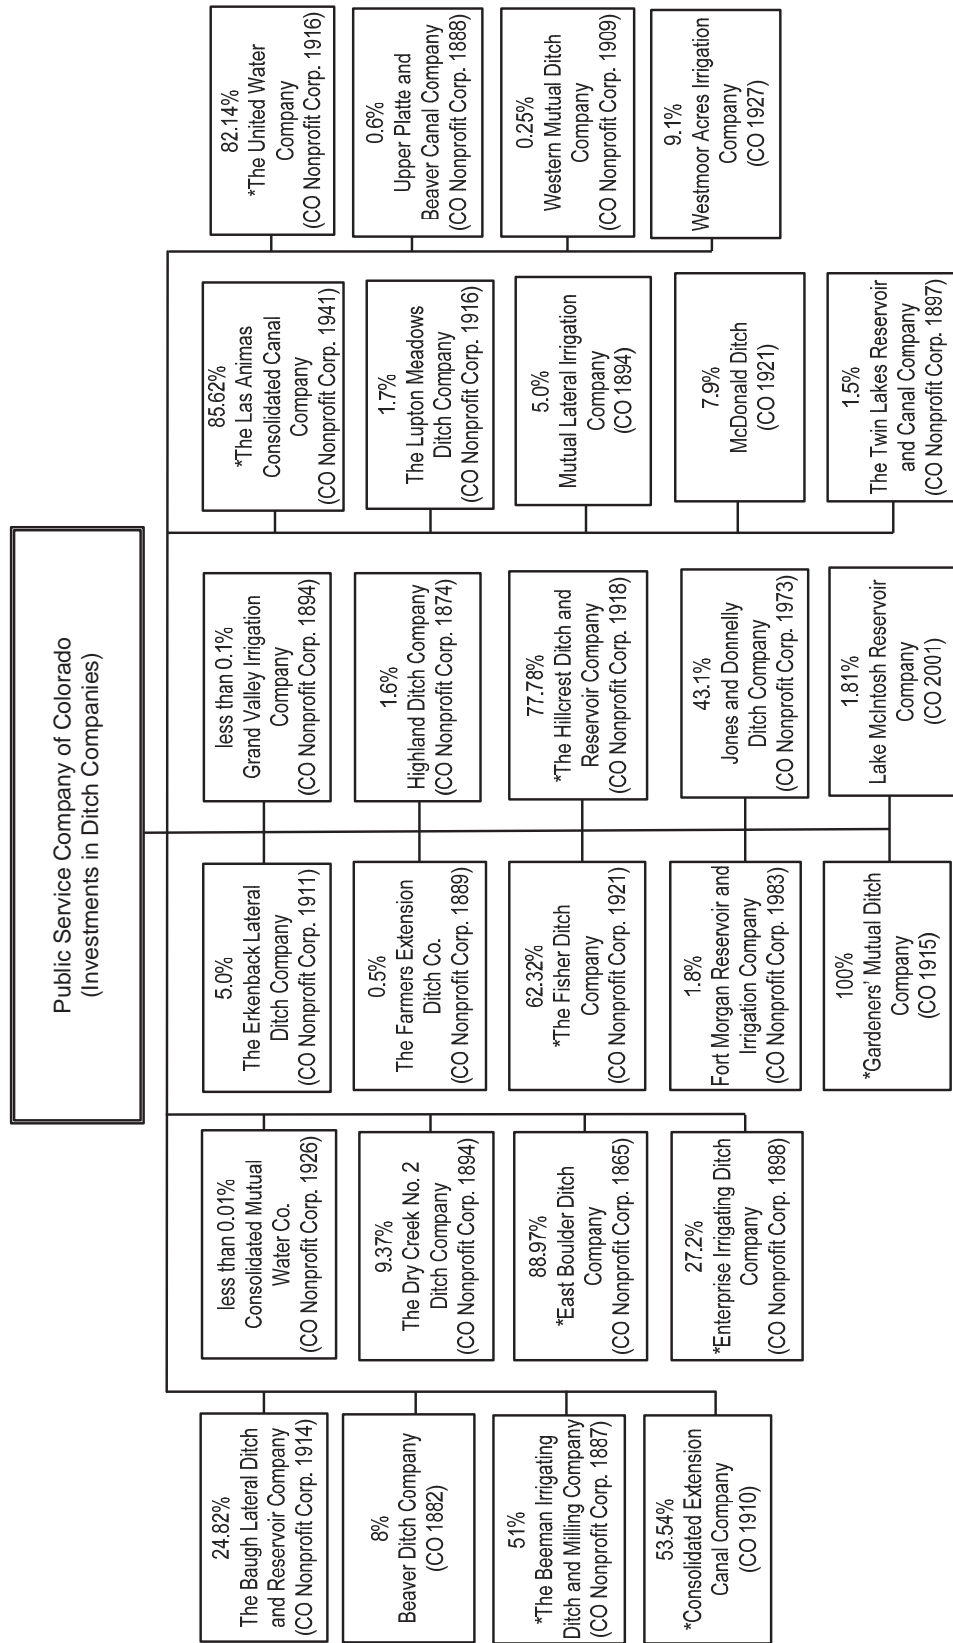 Public Service Company of Colorado
(Investments in Ditch Companies)
24.82%
The Baugh Lateral Ditch
and Reservoir Company
(CO Nonprofit Corp. 1914)
8%
Beaver Ditch Company
(CO 1882)
51%
*The Beeman Irrigating
Ditch and Milling Company
(CO Nonprofit Corp. 1887)
53.54%
*Consolidated Extension
Canal Company
(CO 1910)
less than 0.01%
Consolidated Mutual
Water Co.
(CO Nonprofit Corp. 1926)
9.37%
The Dry Creek No. 2
Ditch Company
(CO Nonprofit Corp. 1894)
88.97%
*East Boulder Ditch
Company
(CO Nonprofit Corp. 1865)
27.2%
*Enterprise Irrigating Ditch
Company
(CO Nonprofit Corp. 1898)
5.0%
The Erkenback Lateral
Ditch Company
(CO Nonprofit Corp. 1911)
0.5%
The Farmers Extension
Ditch Co.
(CO Nonprofit Corp. 1889)
62.32%
*The Fisher Ditch
Company
(CO Nonprofit Corp. 1921)
1.8%
Fort Morgan Reservoir and
Irrigation Company
(CO Nonprofit Corp. 1983)
100%
*Gardeners' Mutual Ditch
Company
(CO 1915)
less than 0.1%
Grand Valley Irrigation
Company
(CO Nonprofit Corp. 1894)
1.6%
Highland Ditch Company
(CO Nonprofit Corp. 1874)
77.78%
*The Hillcrest Ditch and
Reservoir Company
(CO Nonprofit Corp. 1918)
43.1%
Jones and Donnelly
Ditch Company
(CO Nonprofit Corp. 1973)
1.81%
Lake McIntosh Reservoir
Company
(CO 2001)
85.62%
*The Las Animas
Consolidated Canal
Company
(CO Nonprofit Corp. 1941)
1.7%
The Lupton Meadows
Ditch Company
(CO Nonprofit Corp. 1916)
5.0%
Mutual Lateral Irrigation
Company
(CO 1894)
7.9%
McDonald Ditch
(CO 1921)
1.5%
The Twin Lakes Reservoir
and Canal Company
(CO Nonprofit Corp. 1897)
82.14%
*The United Water
Company
(CO Nonprofit Corp. 1916)
0.6%
Upper Platte and
Beaver Canal Company
(CO Nonprofit Corp. 1888)
0.25%
Western Mutual Ditch
Company
(CO Nonprofit Corp. 1909)
9.1%
Westmoor Acres Irrigation
Company
(CO 1927)